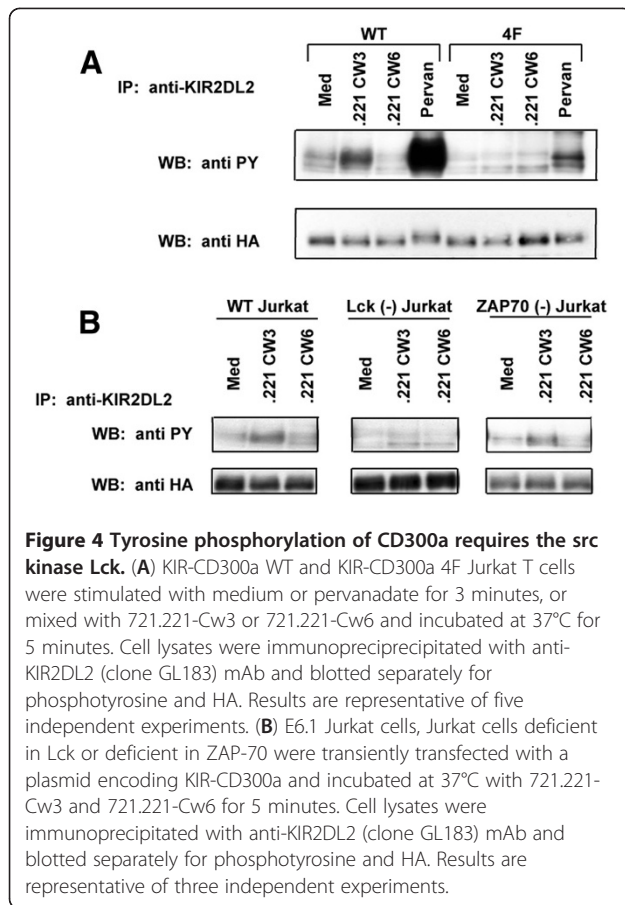 WT 4F
A
IP: anti-KIR2DL2
Med .221 CW3 .221 CW6 Pervan Med .221 CW3 .221 CW6 Pervan
WB: anti PY
WB: anti HA
B
WT Jurkat Lck (-) Jurkat ZAP70 (-) Jurkat
Med .221 CW3 .221 CW6 Med .221 CW3 .221 CW6 Med .221 CW3 .221 CW6
IP: anti-KIR2DL2
WB: anti PY
WB: anti HA
Figure 4 Tyrosine phosphorylation of CD300a requires the src
kinase Lck. (A) KIR-CD300a WT and KIR-CD300a 4F Jurkat T cells
were stimulated with medium or pervanadate for 3 minutes, or
mixed with 721.221-Cw3 or 721.221-Cw6 and incubated at 37°C for
5 minutes. Cell lysates were immunopreciprecipitated with anti-
KIR2DL2 (clone GL183) mAb and blotted separately for
phosphotyrosine and HA. Results are representative of five
independent experiments. (B) E6.1 Jurkat cells, Jurkat cells deficient
in Lck or deficient in ZAP-70 were transiently transfected with a
plasmid encoding KIR-CD300a and incubated at 37°C with 721.221-
Cw3 and 721.221-Cw6 for 5 minutes. Cell lysates were
immunoprecipitated with anti-KIR2DL2 (clone GL183) mAb and
blotted separately for phosphotyrosine and HA. Results are
representative of three independent experiments.